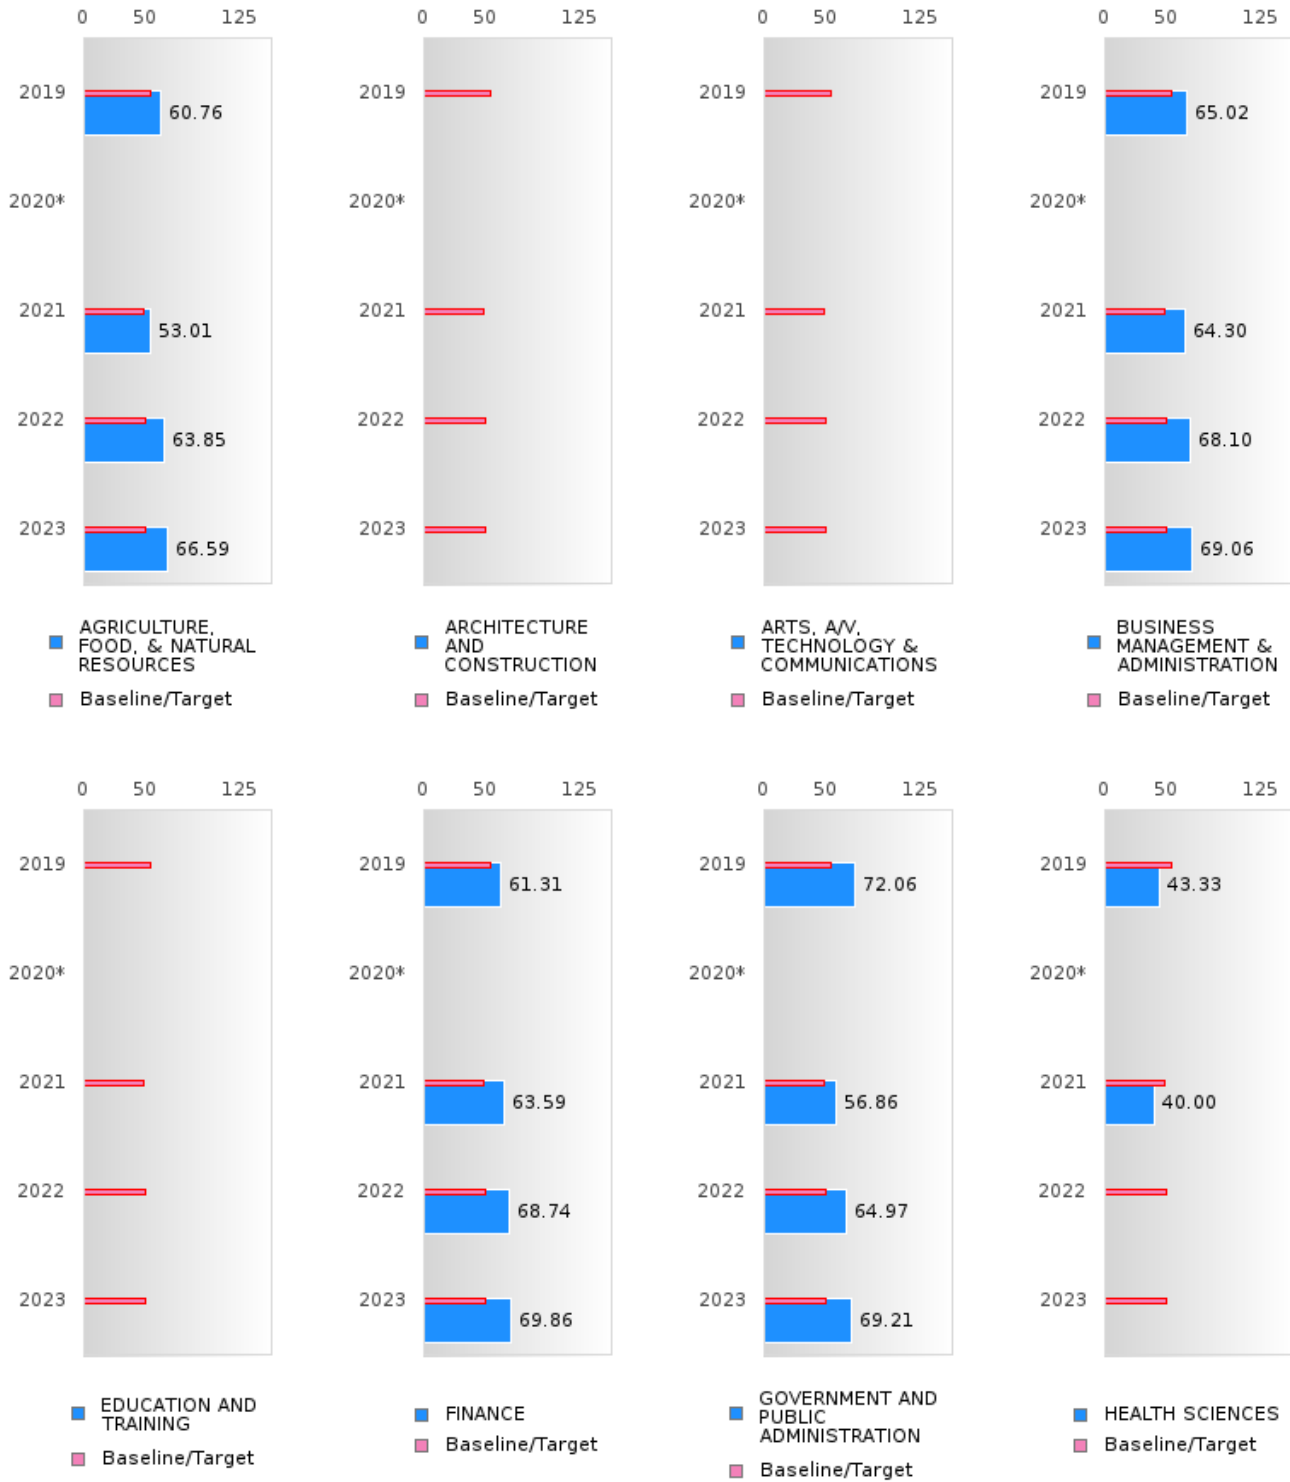 0 50 125
2019
60.76
2020*
2021
53.01
2022
63.85
2023
66.59
AGRICULTURE,
FOOD, & NATURAL
RESOURCES
Baseline/Target
0 50 125
2019
2020*
2021
2022
2023
ARCHITECTURE
AND
CONSTRUCTION
Baseline/Target
0 50 125
2019
2020*
2021
2022
2023
ARTS, A/V,
TECHNOLOGY &
COMMUNICATIONS
Baseline/Target
0 50 125
2019
65.02
2020*
2021
64.30
2022
68.10
2023
69.06
BUSINESS
MANAGEMENT &
ADMINISTRATION
Baseline/Target
0 50 125
2019
2020*
2021
2022
2023
EDUCATION AND
TRAINING
Baseline/Target
0 50 125
2019
61.31
2020*
2021
63.59
2022
68.74
2023
69.86
FINANCE
Baseline/Target
0 50 125
2019
72.06
2020*
2021
56.86
2022
64.97
2023
69.21
GOVERNMENT AND
PUBLIC
ADMINISTRATION
Baseline/Target
0 50 125
2019
43.33
2020*
2021
40.00
2022
2023
HEALTH SCIENCES
Baseline/Target